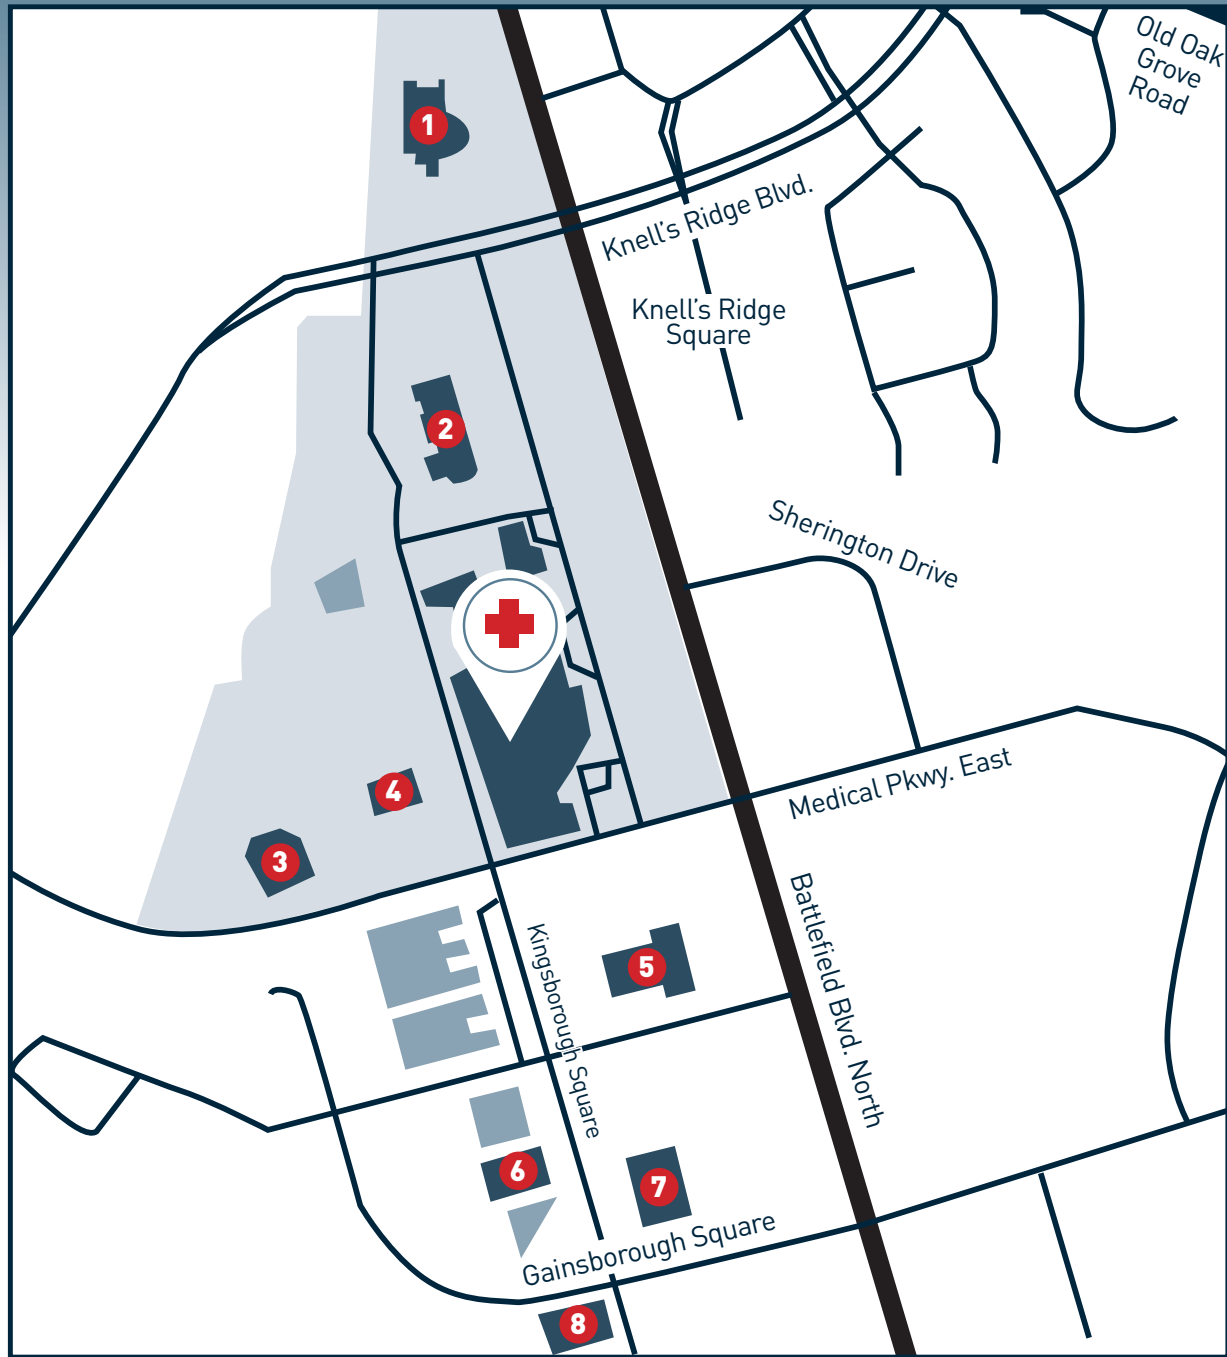 Old Oak
Grove
Road
1
Knell's Ridge Blvd.
Knell's Ridge
Square
2
Sherington Drive
4
Medical Pkwy. East
3
Battlefield Blvd. North
Kingsborough Square
5
6
7
Gainsborough Square
8